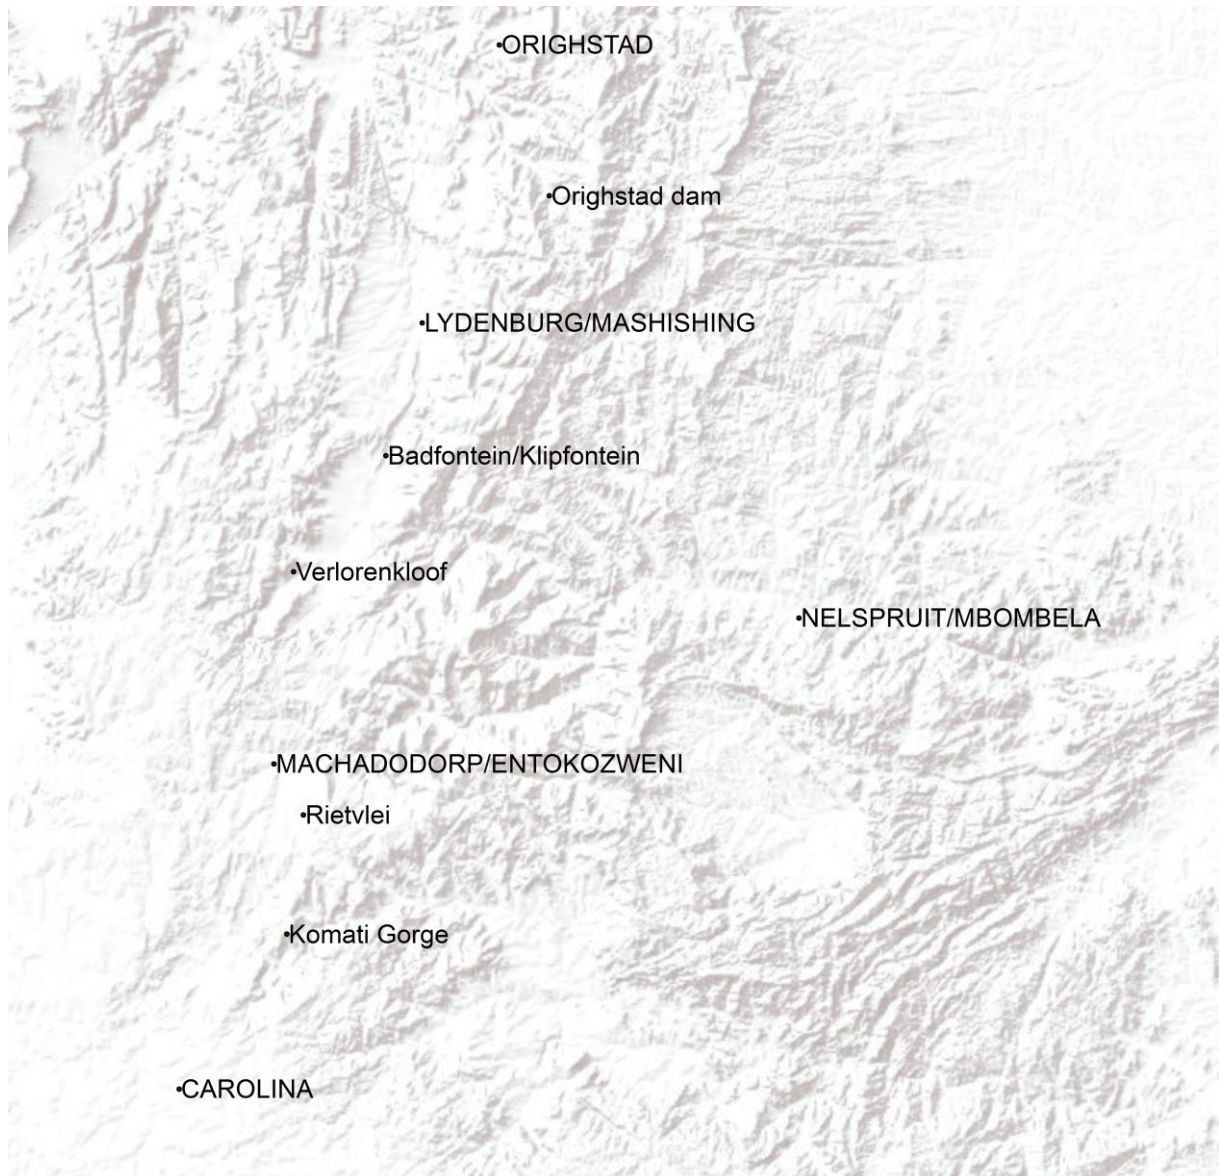 ORIGHSTAD
Orighstad dam
LYDENBURG/MASHISHING
Badfontein/Klipfontein
Verlorenkloof
NELSPRUIT/MBOMBELA
MACHADODORP/ENTOKOZWENI
Rietvlei
Komati Gorge
CAROLINA